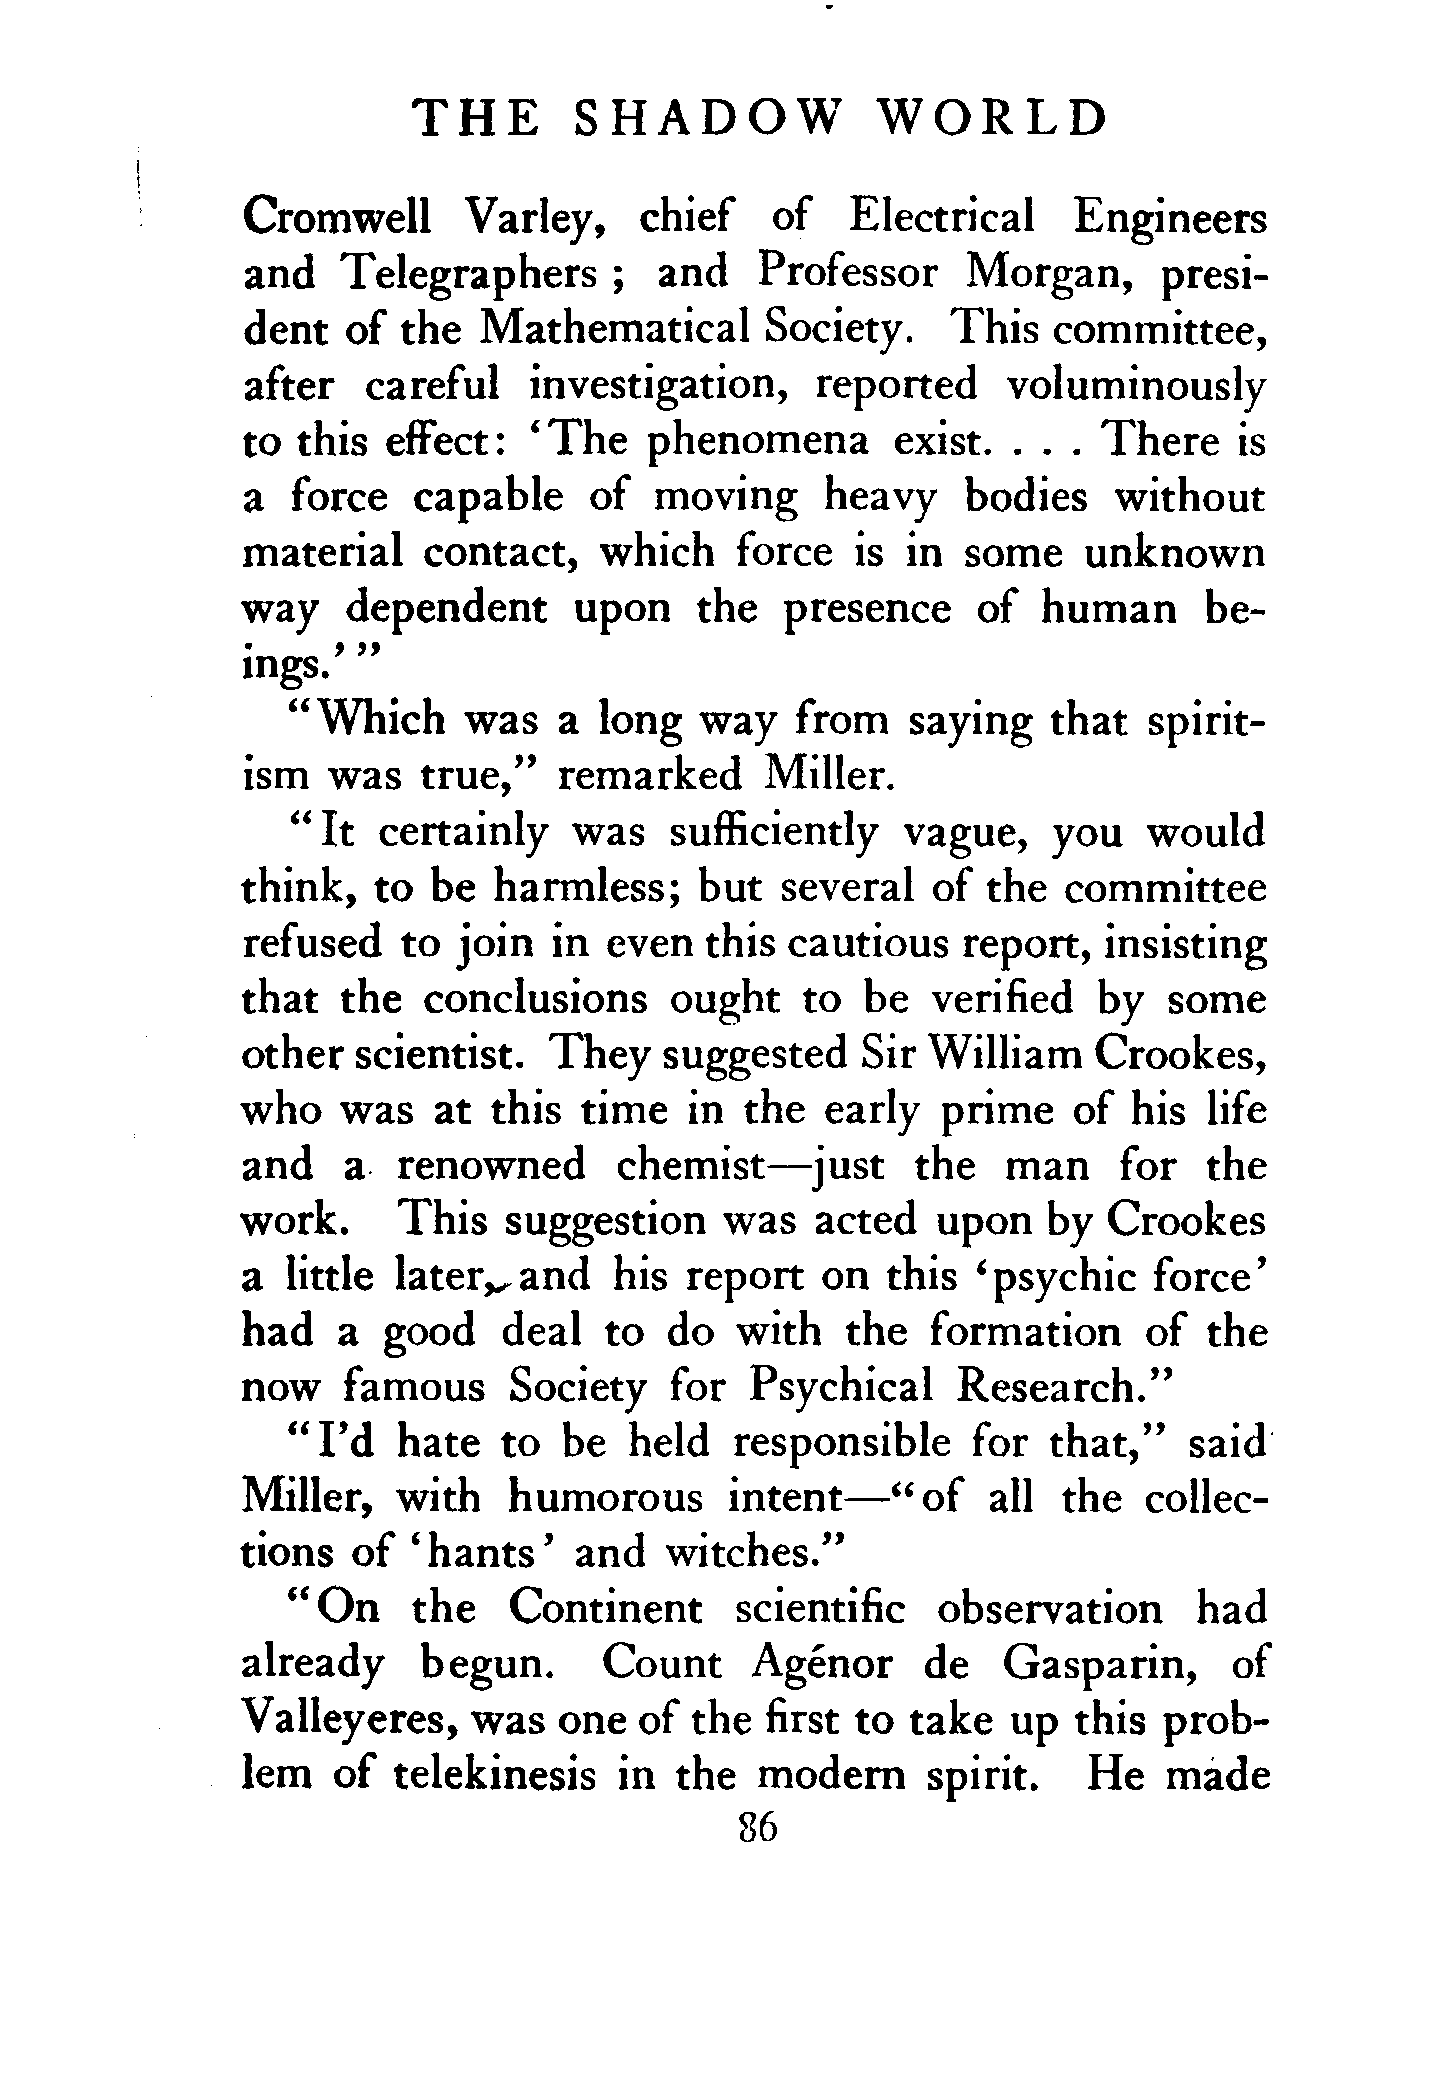 THE SHADOW WORLD
Cromwell Varley, chief of Electrical Engineers
and Telegraphers ; and Professor Morgan, presi-
dent of the Mathematical Society. This committee,
after careful investigation, reported voluminously
to this effect: ‘The phenomena exist. . . . There is
a force capable of moving heavy bodies without
material contact, which force is in some unknown
way dependent upon the presence of human be-
ings.’”
“Which was a long way from saying that spirit-
ism was true,” remarked Miller.
“It certainly was sufficiently vague, you would
think, to be harmless; but several of the committee
refused to join in even this cautious report, insisting
that the conclusions ought to be verified by some
other scientist. They suggested Sir William Crookes,
who was at this time in the early prime of his life
and a renowned chemist—just the man for the
work. This suggestion was acted upon by Crookes
a little later, and his report on this ‘psychic force’
had a good deal to do with the formation of the
now famous Society for Psychical Research.”
“I’d hate to be held responsible for that,” said
Miller, with humorous intent—“of all the collec-
tions of ‘hants’ and witches.”
“On the Continent scientific observation had
already begun. Count Agénor de Gasparin, of
Valleyeres, was one of the first to take up this prob-
lem of telekinesis in the modern spirit. He made
86